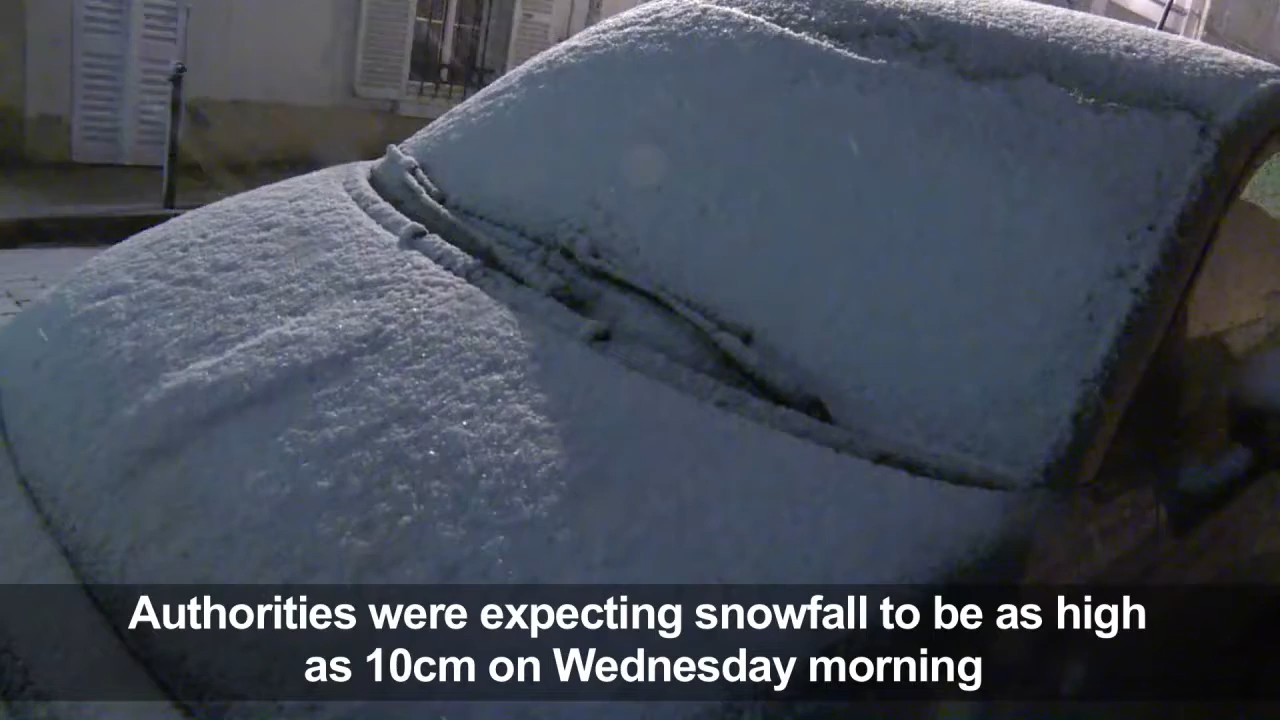 Authorities were expecting snowfall to be as high
as 10cm on Wednesday morning